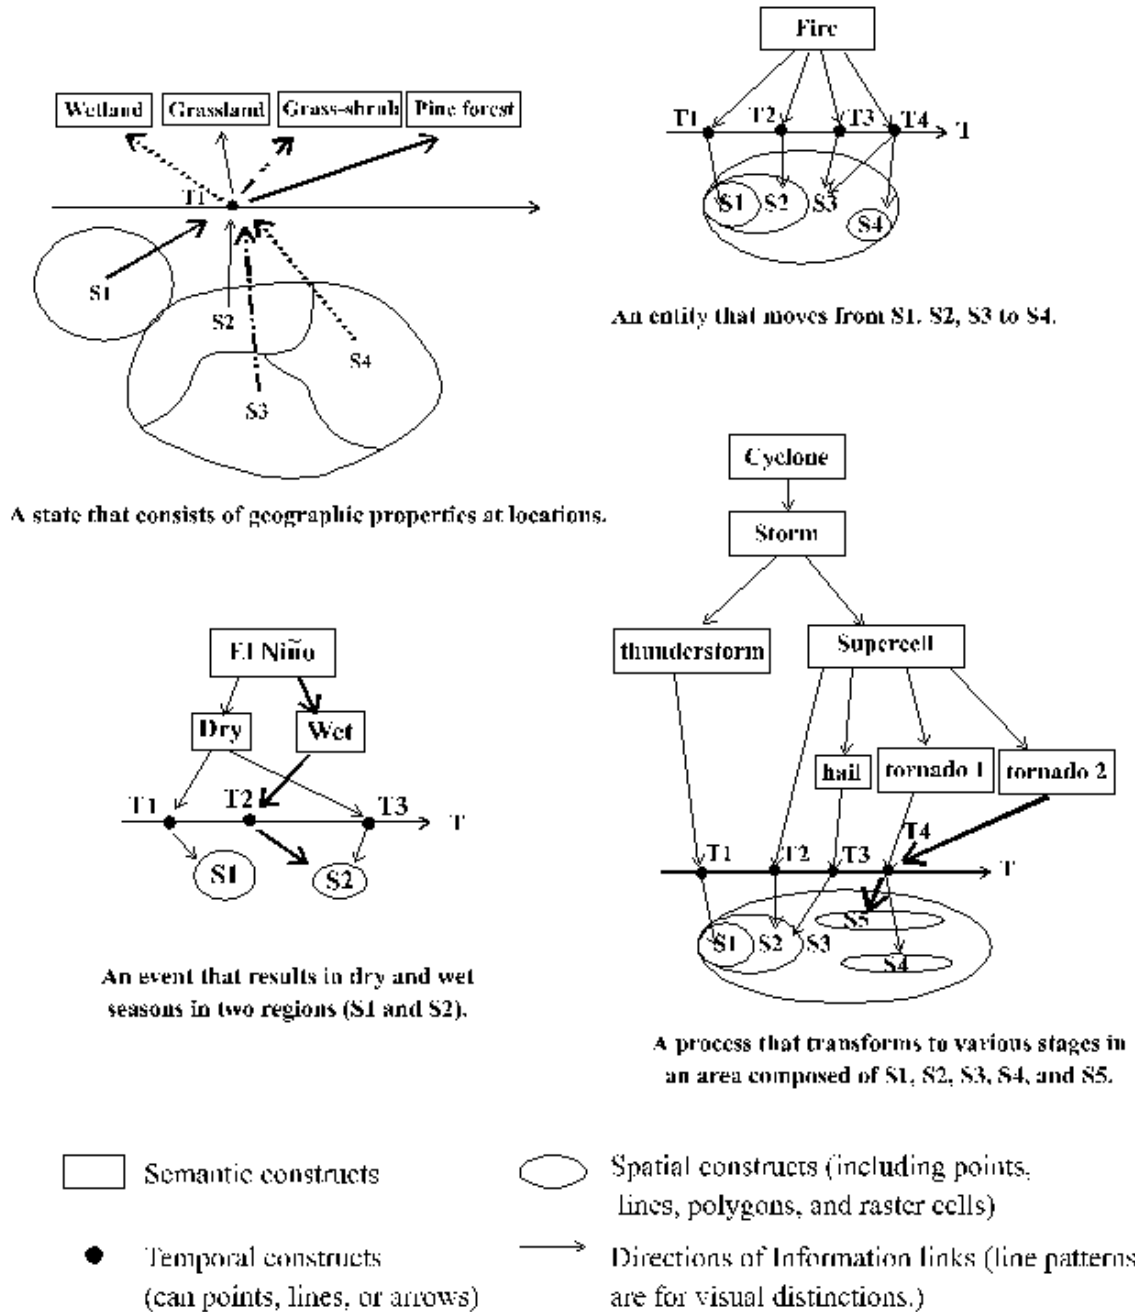 Wetland Grassland Grass-shrub Pine forest
T1
S1
S2
S4
S3
A state that consists of geographic properties at locations.
Fire
T1 T2 T3 T4 T
S1 S2 S3
S4
An entity that moves from S1. S2, S3 to S4.
El Niño
Dry Wet
T1 T2 T3 T
S1 S2
An event that results in dry and wet
seasons in two regions (S1 and S2).
Cyclone
Storm
thunderstorm Supercell
hail tornado 1 tornado 2
T1 T2 T3 T4 T
S1 S2 S3 S5
S4
A process that transforms to various stages in
an area composed of S1, S2, S3, S4, and S5.
Semantic constructs
Temporal constructs
(can points, lines, or arrows)
Spatial constructs (including points,
lines, polygons, and raster cells)
Directions of Information links (line patterns
are for visual distinctions.)